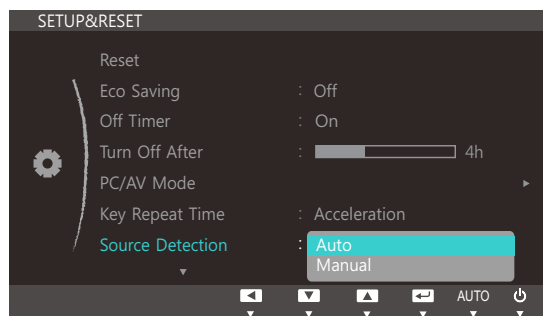 SETUP&RESET
Reset
Eco Saving : Off
Off Timer : On
Turn Off After : 4h
PC/AV Mode
Key Repeat Time : Acceleration
Source Detection : Auto
Manual
AUTO